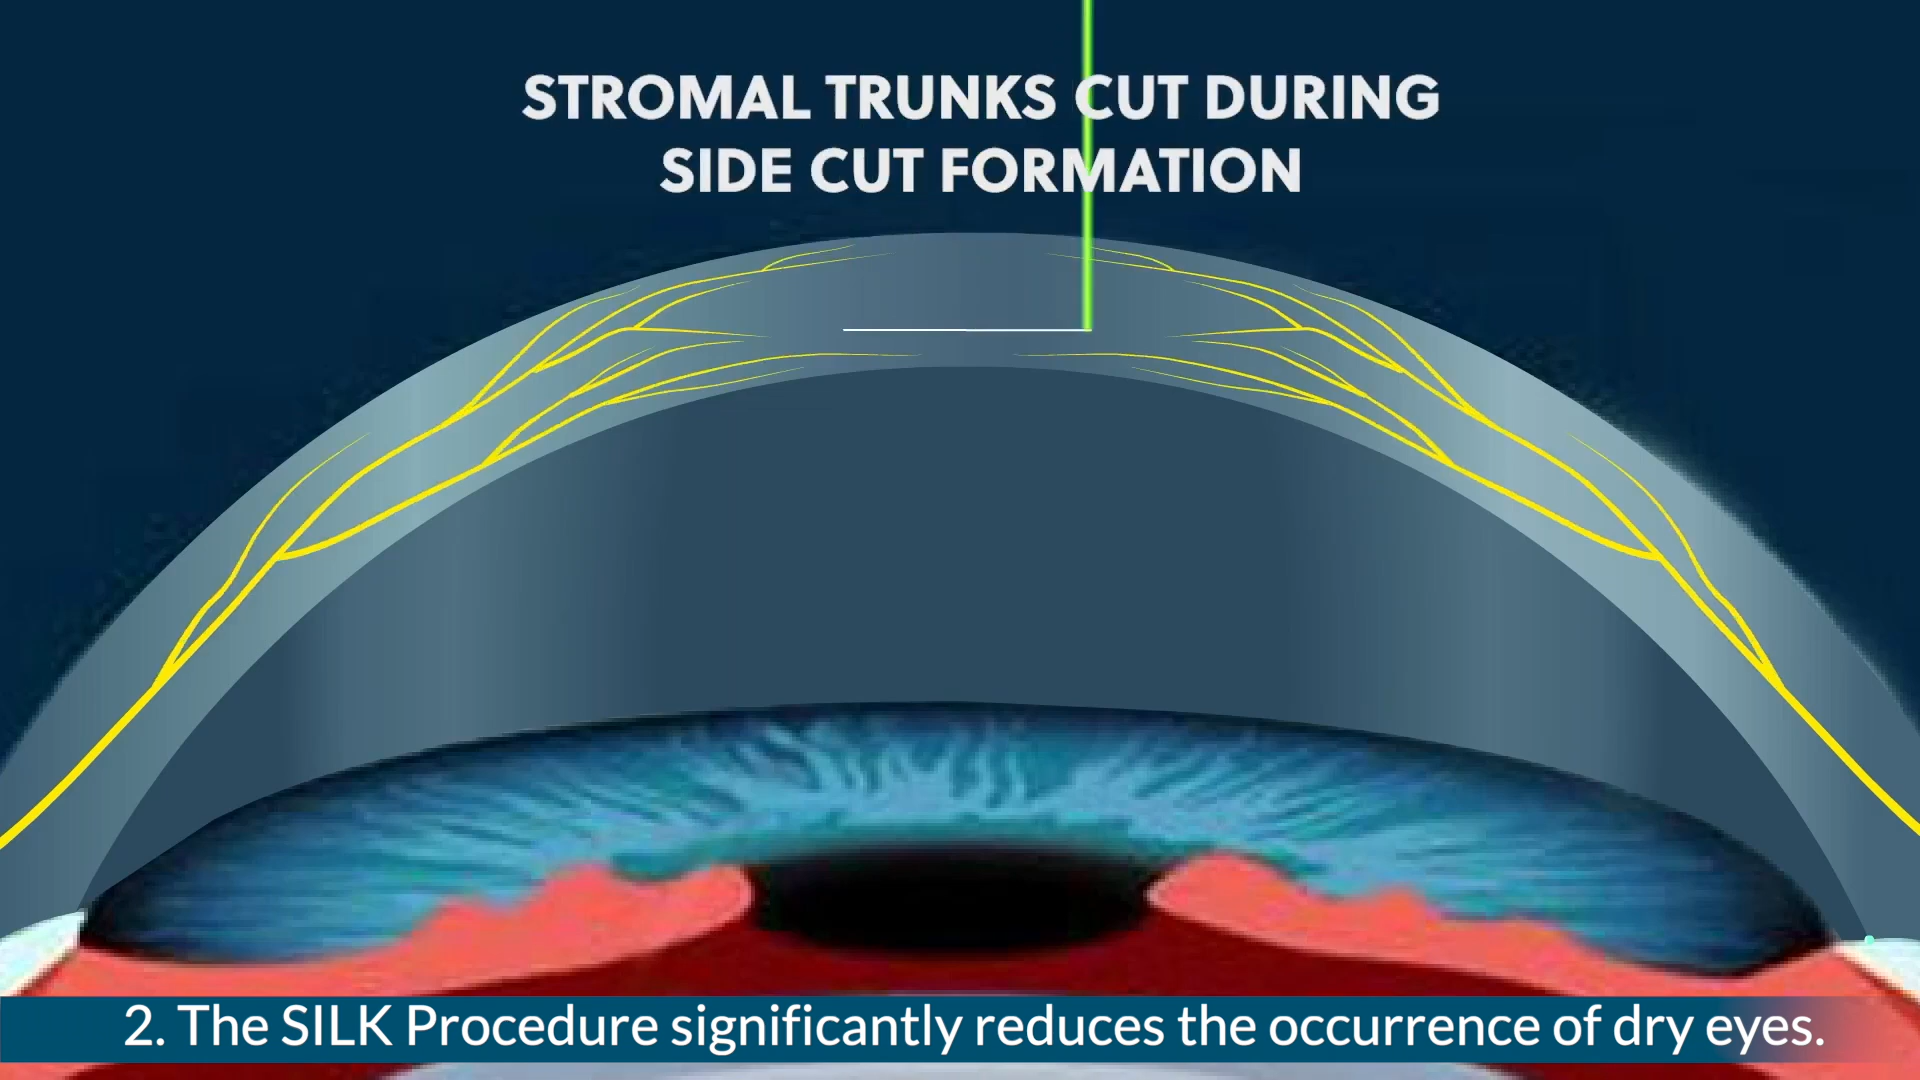 STROMAL TRUNKS CUT DURING
SIDE CUT FORMATION
2. The SILK Procedure significantly reduces the occurrence of dry eyes.